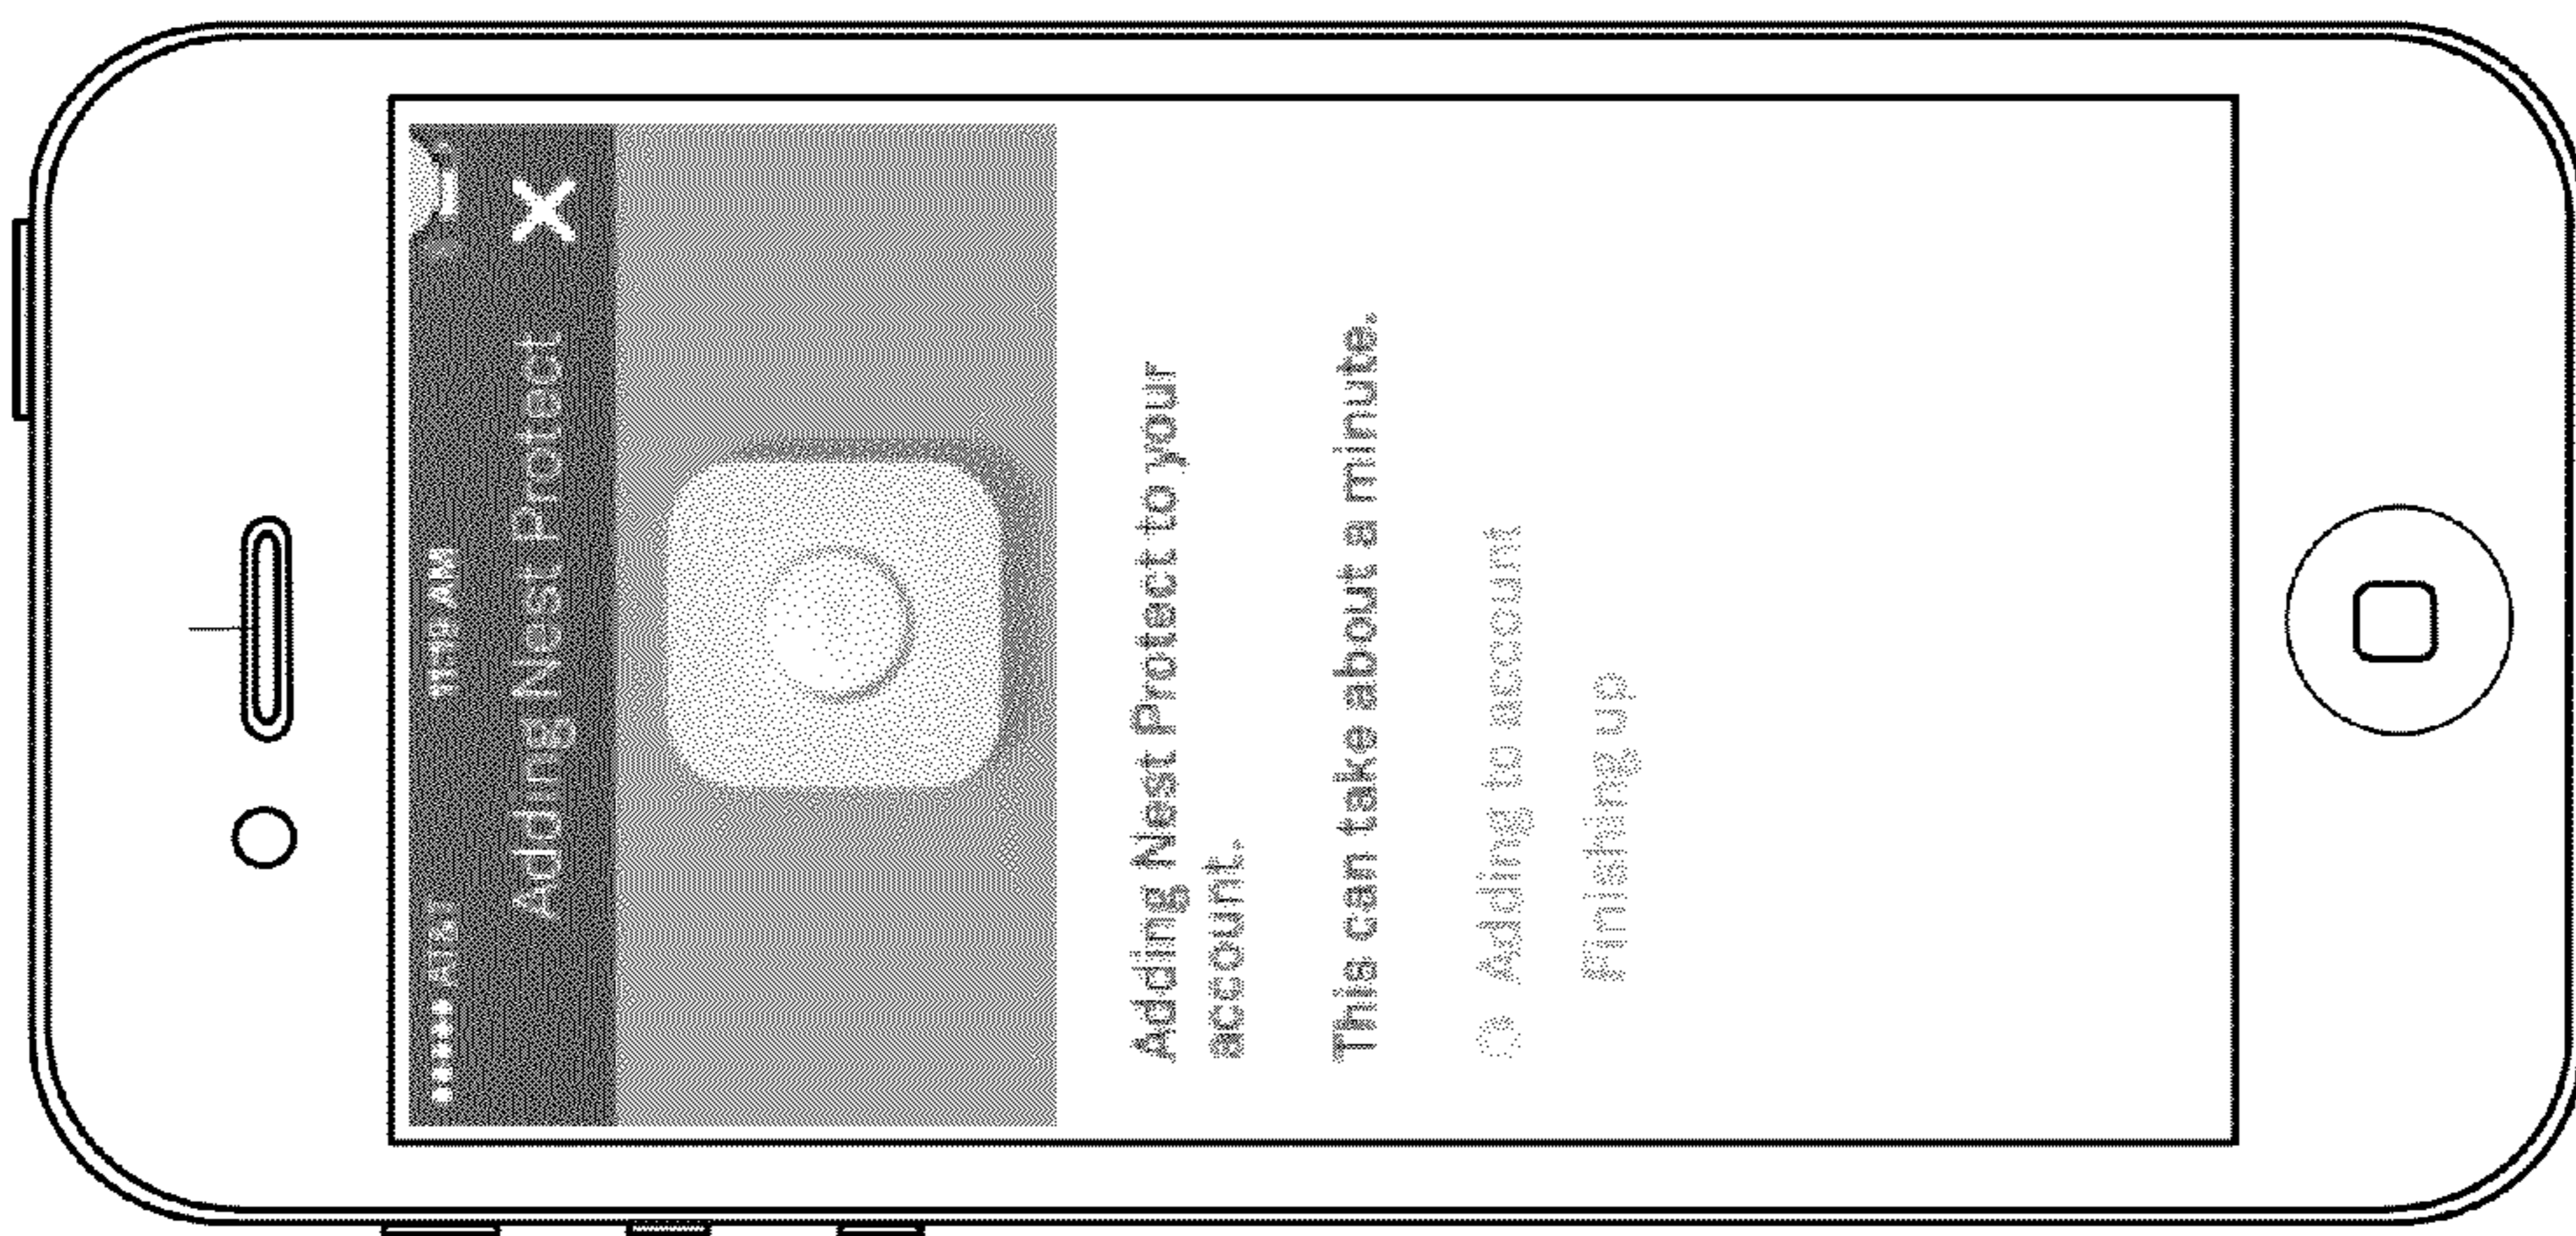 AT&T 11:19 AM
Adding Nest Protect
Adding Nest Protect to your
account.
This can take about a minute.
Adding to account
Finishing up